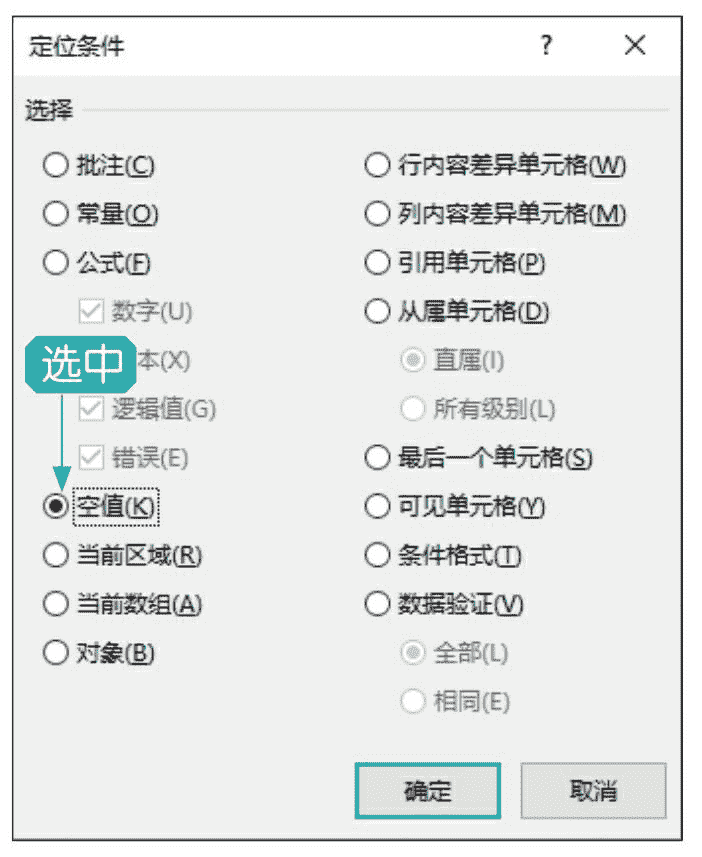 定位条件
选择
批注(C)
常量(O)
公式(F)
数字(U)
选中
本(X)
逻辑值(G)
错误(E)
空值(K)
当前区域(R)
当前数组(A)
对象(B)
行内容差异单元格(W)
列内容差异单元格(M)
引用单元格(P)
从属单元格(D)
直属(I)
所有级别(L)
最后一个单元格(S)
可见单元格(Y)
条件格式(T)
数据验证(V)
全部(L)
相同(E)
确定
取消